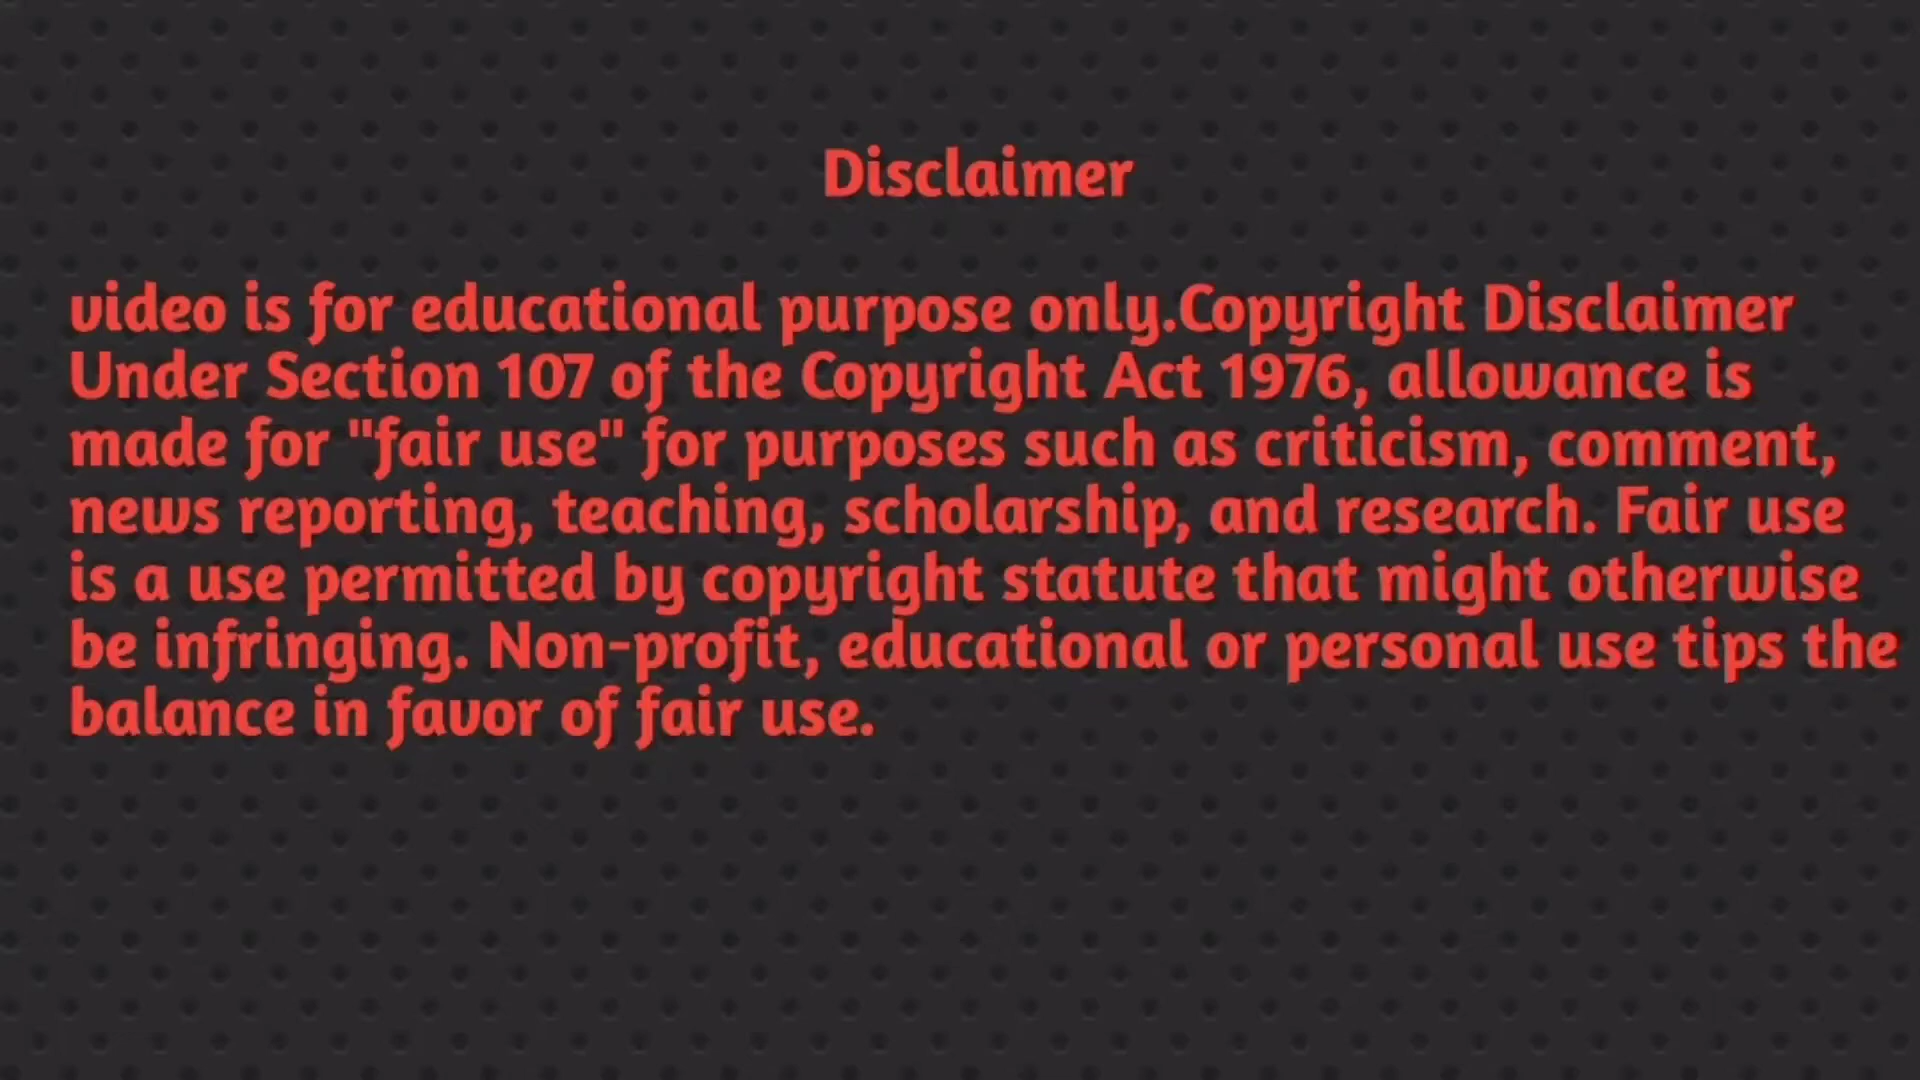 Disclaimer
video is for educational purpose only.Copyright Disclaimer
Under Section 107 of the Copyright Act 1976, allowance is
made for "fair use" for purposes such as criticism, comment,
news reporting, teaching, scholarship, and research. Fair use
is a use permitted by copyright statute that might otherwise
be infringing. Non-profit, educational or personal use tips the
balance in favor of fair use.